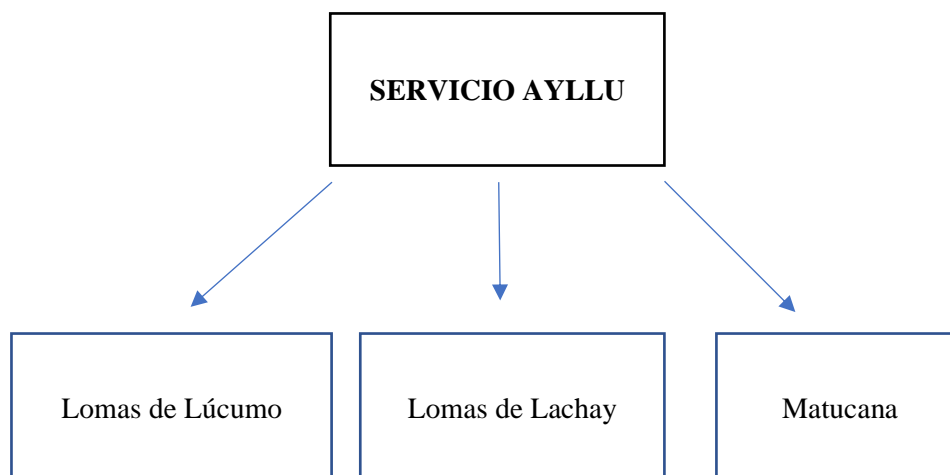 SERVICIO AYLLU
Lomas de Lúcumo
Lomas de Lachay
Matucana